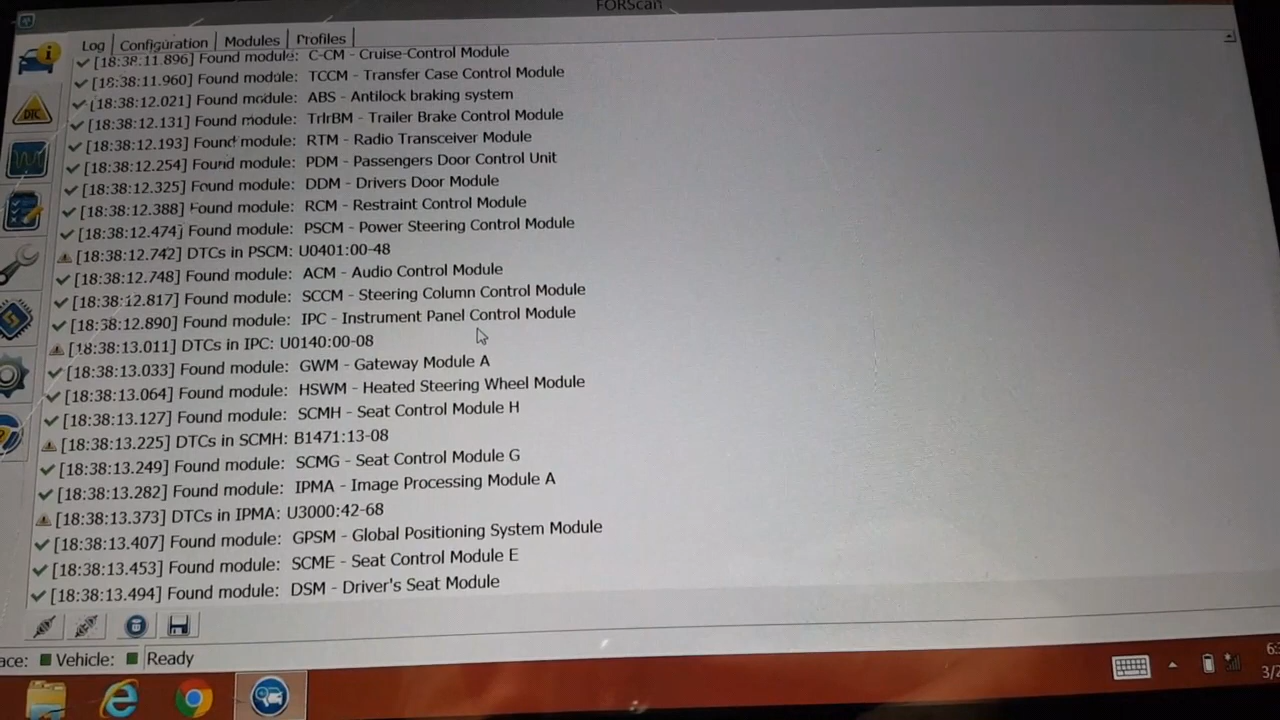 FORScan
Log Configuration Modules Profiles
[18:38:11.896] Found module: C-CM - Cruise-Control Module
[18:38:11.960] Found module: TCCM - Transfer Case Control Module
[18:38:12.021] Found module: ABS - Antilock braking system
[18:38:12.131] Found module: TrlrBM - Trailer Brake Control Module
[18:38:12.193] Found module: RTM - Radio Transceiver Module
[18:38:12.254] Found module: PDM - Passengers Door Control Unit
[18:38:12.325] Found module: DDM - Drivers Door Module
[18:38:12.388] Found module: RCM - Restraint Control Module
[18:38:12.474] Found module: PSCM - Power Steering Control Module
[18:38:12.742] DTCs in PSCM: U0401:00-48
[18:38:12.748] Found module: ACM - Audio Control Module
[18:38:12.817] Found module: SCCM - Steering Column Control Module
[18:38:12.890] Found module: IPC - Instrument Panel Control Module
[18:38:13.011] DTCs in IPC: U0140:00-08
[18:38:13.033] Found module: GWM - Gateway Module A
[18:38:13.064] Found module: HSWM - Heated Steering Wheel Module
[18:38:13.127] Found module: SCMH - Seat Control Module H
[18:38:13.225] DTCs in SCMH: B1471:13-08
[18:38:13.249] Found module: SCMG - Seat Control Module G
[18:38:13.282] Found module: IPMA - Image Processing Module A
[18:38:13.373] DTCs in IPMA: U3000:42-68
[18:38:13.407] Found module: GPSM - Global Positioning System Module
[18:38:13.453] Found module: SCME - Seat Control Module E
[18:38:13.494] Found module: DSM - Driver's Seat Module
DTC
ace: Vehicle: Ready